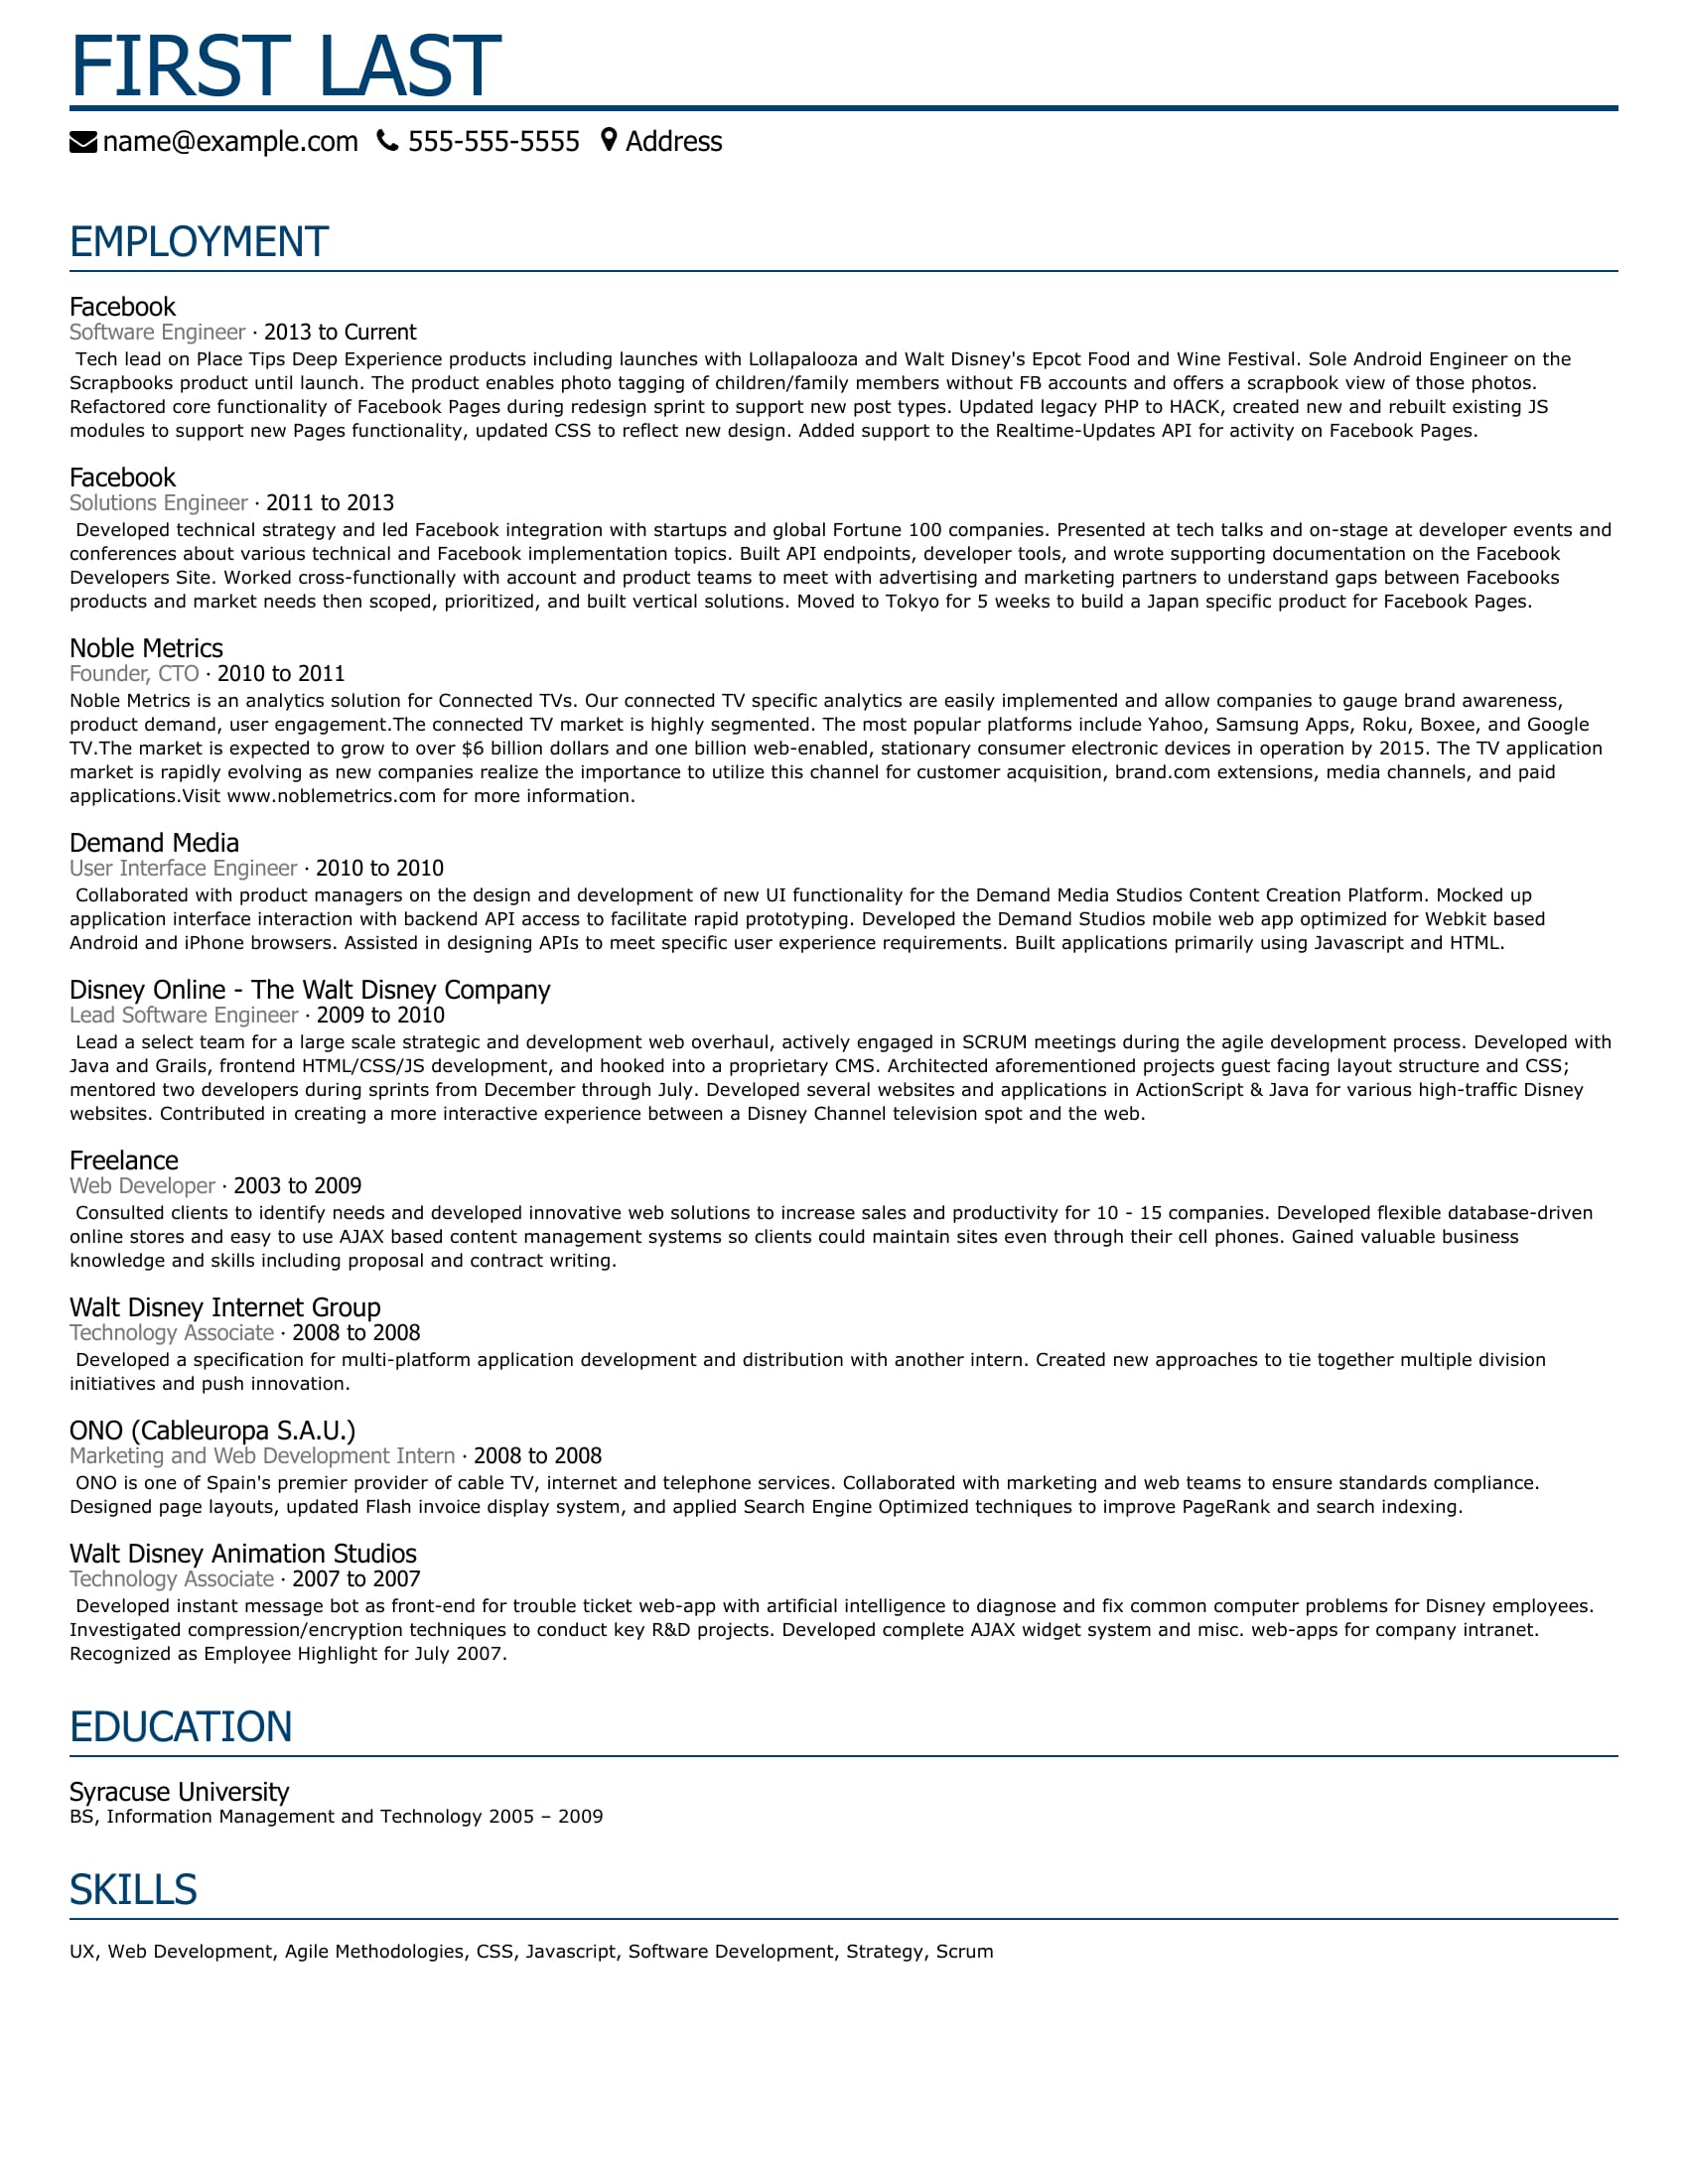 FIRST LAST
name@example.com 555-555-5555 Address
EMPLOYMENT
Facebook
Software Engineer · 2013 to Current
Tech lead on Place Tips Deep Experience products including launches with Lollapalooza and Walt Disney's Epcot Food and Wine Festival. Sole Android Engineer on the
Scrapbooks product until launch. The product enables photo tagging of children/family members without FB accounts and offers a scrapbook view of those photos.
Refactored core functionality of Facebook Pages during redesign sprint to support new post types. Updated legacy PHP to HACK, created new and rebuilt existing JS
modules to support new Pages functionality, updated CSS to reflect new design. Added support to the Realtime-Updates API for activity on Facebook Pages.
Facebook
Solutions Engineer · 2011 to 2013
Developed technical strategy and led Facebook integration with startups and global Fortune 100 companies. Presented at tech talks and on-stage at developer events and
conferences about various technical and Facebook implementation topics. Built API endpoints, developer tools, and wrote supporting documentation on the Facebook
Developers Site. Worked cross-functionally with account and product teams to meet with advertising and marketing partners to understand gaps between Facebooks
products and market needs then scoped, prioritized, and built vertical solutions. Moved to Tokyo for 5 weeks to build a Japan specific product for Facebook Pages.
Noble Metrics
Founder, CTO · 2010 to 2011
Noble Metrics is an analytics solution for Connected TVs. Our connected TV specific analytics are easily implemented and allow companies to gauge brand awareness,
product demand, user engagement.The connected TV market is highly segmented. The most popular platforms include Yahoo, Samsung Apps, Roku, Boxee, and Google
TV.The market is expected to grow to over $6 billion dollars and one billion web-enabled, stationary consumer electronic devices in operation by 2015. The TV application
market is rapidly evolving as new companies realize the importance to utilize this channel for customer acquisition, brand.com extensions, media channels, and paid
applications.Visit www.noblemetrics.com for more information.
Demand Media
User Interface Engineer · 2010 to 2010
Collaborated with product managers on the design and development of new UI functionality for the Demand Media Studios Content Creation Platform. Mocked up
application interface interaction with backend API access to facilitate rapid prototyping. Developed the Demand Studios mobile web app optimized for Webkit based
Android and iPhone browsers. Assisted in designing APIs to meet specific user experience requirements. Built applications primarily using Javascript and HTML.
Disney Online - The Walt Disney Company
Lead Software Engineer · 2009 to 2010
Lead a select team for a large scale strategic and development web overhaul, actively engaged in SCRUM meetings during the agile development process. Developed with
Java and Grails, frontend HTML/CSS/JS development, and hooked into a proprietary CMS. Architected aforementioned projects guest facing layout structure and CSS;
mentored two developers during sprints from December through July. Developed several websites and applications in ActionScript & Java for various high-traffic Disney
websites. Contributed in creating a more interactive experience between a Disney Channel television spot and the web.
Freelance
Web Developer · 2003 to 2009
Consulted clients to identify needs and developed innovative web solutions to increase sales and productivity for 10 - 15 companies. Developed flexible database-driven
online stores and easy to use AJAX based content management systems so clients could maintain sites even through their cell phones. Gained valuable business
knowledge and skills including proposal and contract writing.
Walt Disney Internet Group
Technology Associate · 2008 to 2008
Developed a specification for multi-platform application development and distribution with another intern. Created new approaches to tie together multiple division
initiatives and push innovation.
ONO (Cableuropa S.A.U.)
Marketing and Web Development Intern · 2008 to 2008
ONO is one of Spain's premier provider of cable TV, internet and telephone services. Collaborated with marketing and web teams to ensure standards compliance.
Designed page layouts, updated Flash invoice display system, and applied Search Engine Optimized techniques to improve PageRank and search indexing.
Walt Disney Animation Studios
Technology Associate · 2007 to 2007
Developed instant message bot as front-end for trouble ticket web-app with artificial intelligence to diagnose and fix common computer problems for Disney employees.
Investigated compression/encryption techniques to conduct key R&D projects. Developed complete AJAX widget system and misc. web-apps for company intranet.
Recognized as Employee Highlight for July 2007.
EDUCATION
Syracuse University
BS, Information Management and Technology 2005 – 2009
SKILLS
UX, Web Development, Agile Methodologies, CSS, Javascript, Software Development, Strategy, Scrum